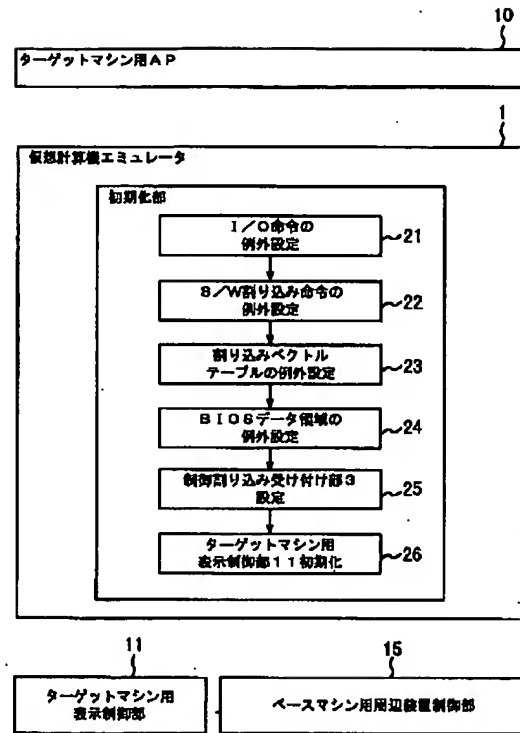 10
ターゲットマシン用AP
1
仮想計算機エミュレータ
初期化部
I/O命令の
例外設定
21
S/W割り込み命令の
例外設定
22
割り込みベクトル
テーブルの例外設定
23
BIOSデータ領域の
例外設定
24
制御割り込み受け付け部3
設定
25
ターゲットマシン用
表示制御部11初期化
26
11
15
ターゲットマシン用
表示制御部
ベースマシン用周辺装置制御部